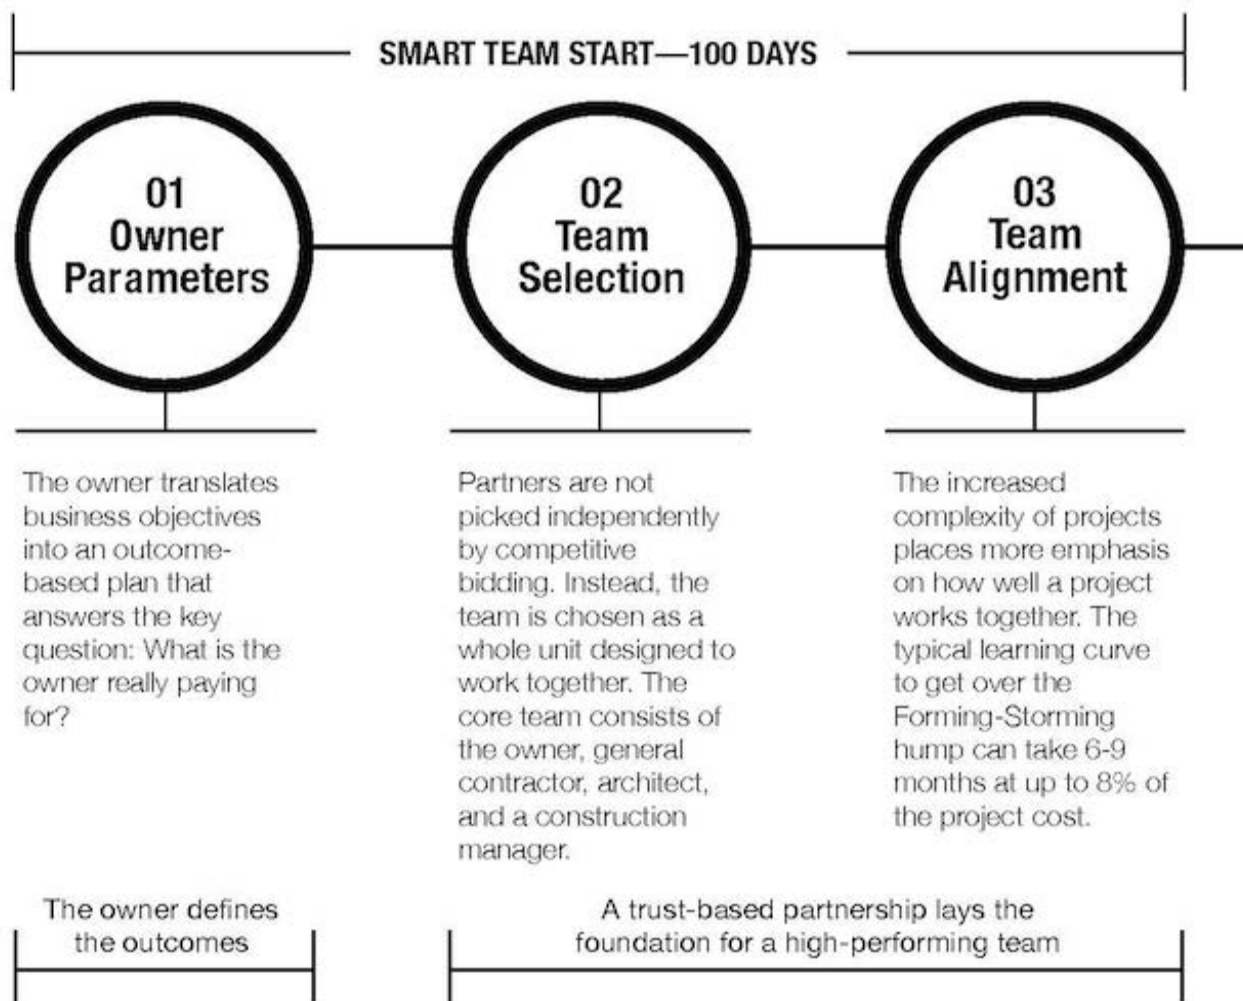 SMART TEAM START—100 DAYS
01
Owner
Parameters
02
Team
Selection
03
Team
Alignment
The owner translates
business objectives
into an outcome-
based plan that
answers the key
question: What is the
owner really paying
for?
Partners are not
picked independently
by competitive
bidding. Instead, the
team is chosen as a
whole unit designed to
work together. The
core team consists of
the owner, general
contractor, architect,
and a construction
manager.
The increased
complexity of projects
places more emphasis
on how well a project
works together. The
typical learning curve
to get over the
Forming-Storming
hump can take 6-9
months at up to 8% of
the project cost.
The owner defines
the outcomes
A trust-based partnership lays the
foundation for a high-performing team